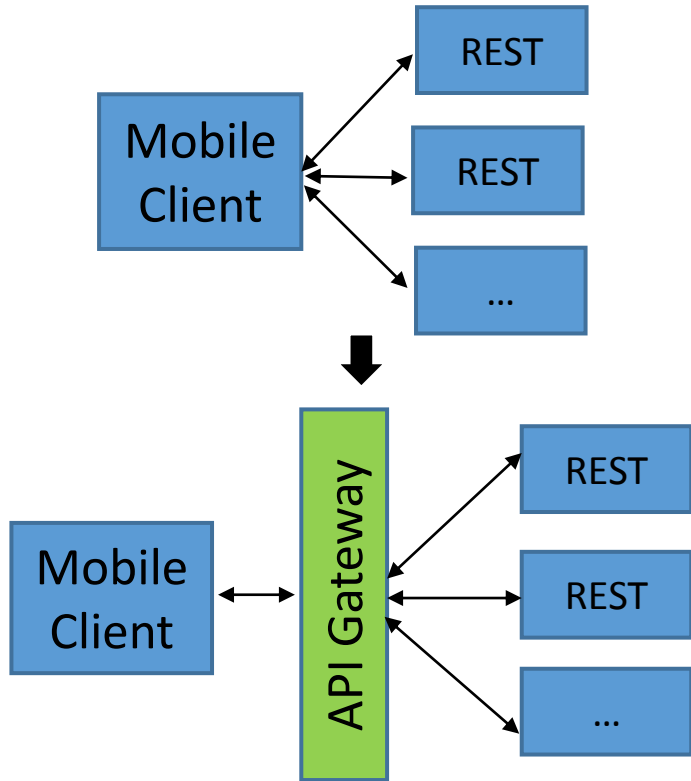 REST
Mobile
Client
REST
...
API Gateway
REST
Mobile
Client
REST
...